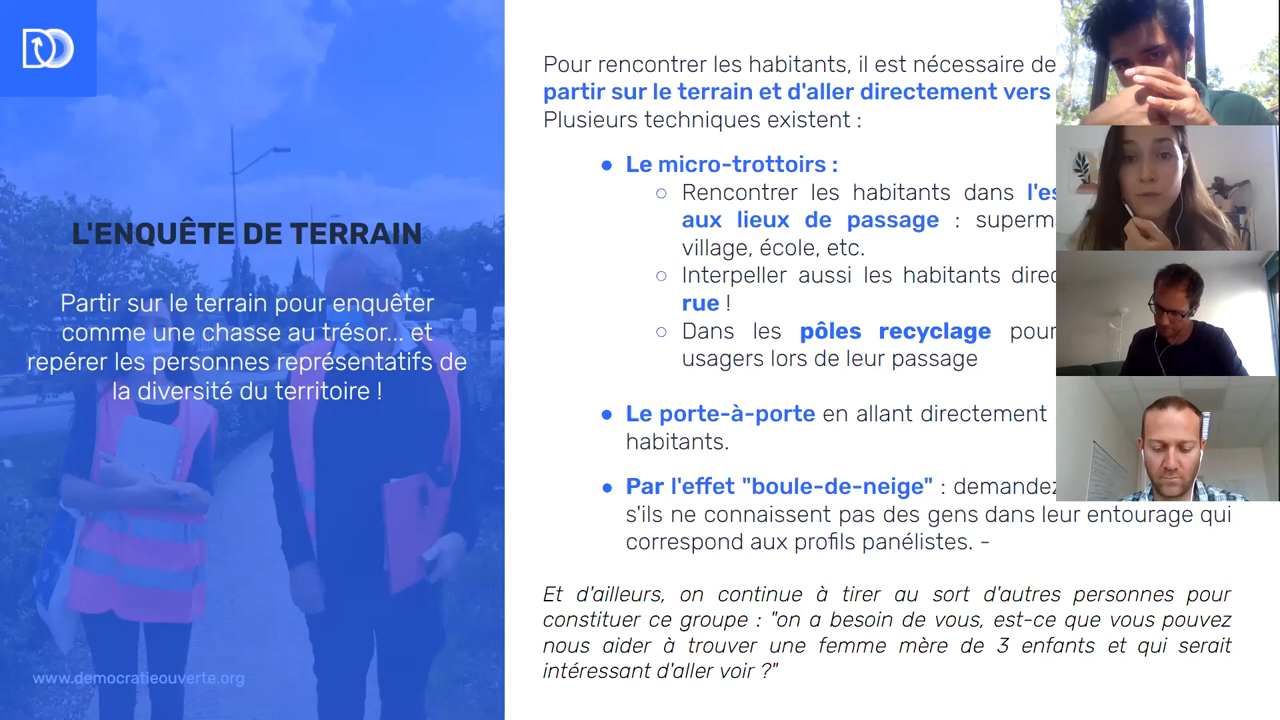 L'ENQUÊTE DE TERRAIN
Partir sur le terrain pour enquêter
comme une chasse au trésor... et
repérer les personnes représentatifs de
la diversité du territoire !
www.democratieouverte.org
Pour rencontrer les habitants, il est nécessaire de
partir sur le terrain et d'aller directement vers
Plusieurs techniques existent :
● Le micro-trottoirs :
○ Rencontrer les habitants dans
aux lieux de passage :
village, école, etc.
○ Interpeller aussi les habitants
rue !
○ Dans les pôles recyclage pour
usagers lors de leur passage
● Le porte-à-porte en allant directement
habitants.
● Par l'effet "boule-de-neige" :
s'ils ne connaissent pas des gens dans leur entourage qui
correspond aux profils panélistes. -
Et d'ailleurs, on continue à tirer au sort d'autres personnes pour
constituer ce groupe : "on a besoin de vous, est-ce que vous pouvez
nous aider à trouver une femme mère de 3 enfants et qui serait
intéressant d'aller voir ?"